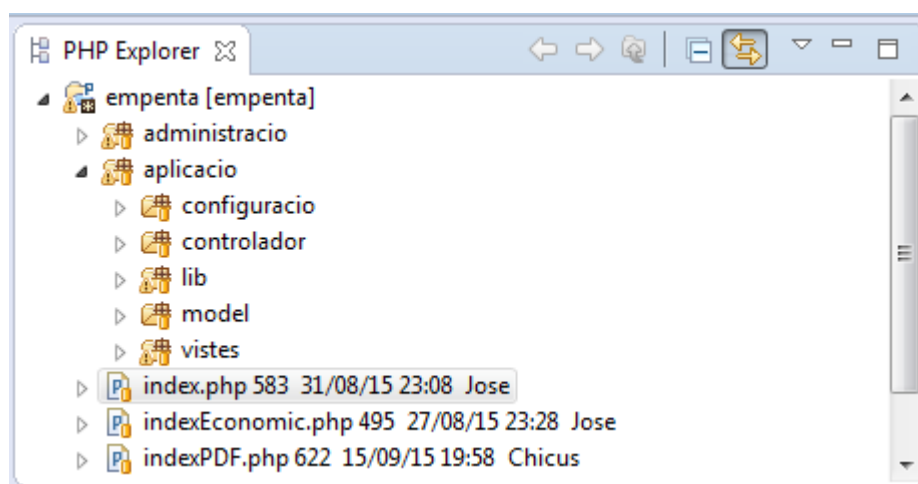 PHP Explorer
empenta [empenta]
administracio
aplicacio
configuracio
controlador
lib
model
vistes
index.php 583 31/08/15 23:08 Jose
indexEconomic.php 495 27/08/15 23:28 Jose
indexPDF.php 622 15/09/15 19:58 Chicus